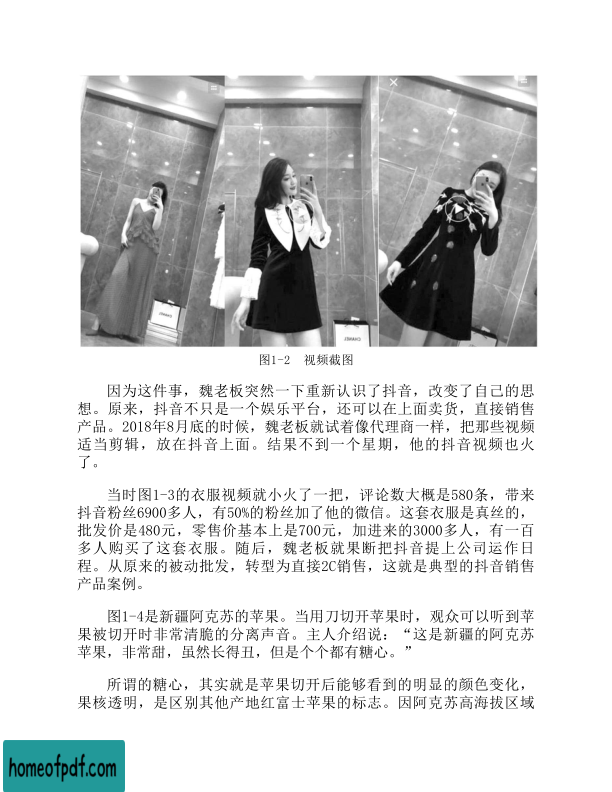 图1-2 视频截图
因为这件事，魏老板突然一下重新认识了抖音，改变了自己的思
想。原来，抖音不只是一个娱乐平台，还可以在上面卖货，直接销售
产品。2018年8月底的时候，魏老板就试着像代理商一样，把那些视频
适当剪辑，放在抖音上面。结果不到一个星期，他的抖音视频也火
了。
当时图1-3的衣服视频就小火了一把，评论数大概是580条，带来
抖音粉丝6900多人，有50%的粉丝加了他的微信。这套衣服是真丝的，
批发价是480元，零售价基本上是700元，加进来的3000多人，有一百
多人购买了这套衣服。随后，魏老板就果断把抖音提上公司运作日
程。从原来的被动批发，转型为直接2C销售，这就是典型的抖音销售
产品案例。
图1-4是新疆阿克苏的苹果。当用刀切开苹果时，观众可以听到苹
果被切开时非常清脆的分离声音。主人介绍说：“这是新疆的阿克苏
苹果，非常甜，虽然长得丑，但是个个都有糖心。”
所谓的糖心，其实就是苹果切开后能够看到的明显的颜色变化，
果核透明，是区别其他产地红富士苹果的标志。因阿克苏高海拔区域
homeofpdf.com